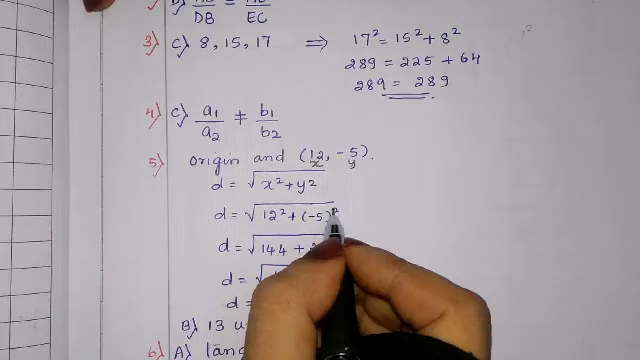 DB EC
3) C) 8, 15, 17 ⟹ 17² = 15² + 8²
289 = 225 + 64
289 = 289
4) C) a₁/a₂ ≠ b₁/b₂
5) origin and (12, -5).
x y
d = √x² + y²
d = √12² + (-5)²
d = √144 +
d = √
d =
B) 13
6) A)